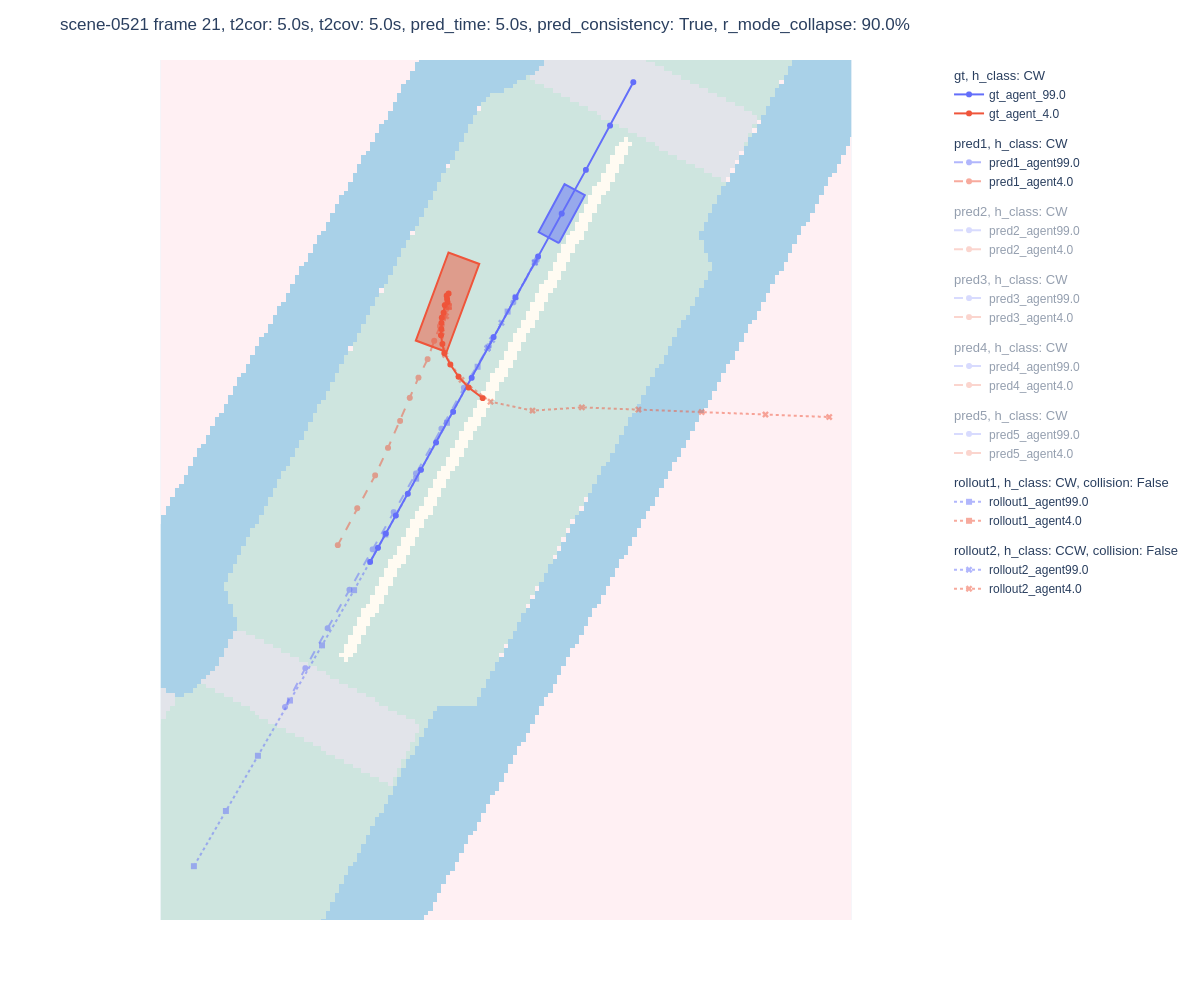 scene-0521 frame 21, t2cor: 5.0s, t2cov: 5.0s, pred_time: 5.0s, pred_consistency: True, r_mode_collapse: 90.0%
gt, h_class: CW
gt_agent_99.0
gt_agent_4.0
pred1, h_class: CW
pred1_agent99.0
pred1_agent4.0
pred2, h_class: CW
pred2_agent99.0
pred2_agent4.0
pred3, h_class: CW
pred3_agent99.0
pred3_agent4.0
pred4, h_class: CW
pred4_agent99.0
pred4_agent4.0
pred5, h_class: CW
pred5_agent99.0
pred5_agent4.0
rollout1, h_class: CW, collision: False
rollout1_agent99.0
rollout1_agent4.0
rollout2, h_class: CCW, collision: False
rollout2_agent99.0
rollout2_agent4.0